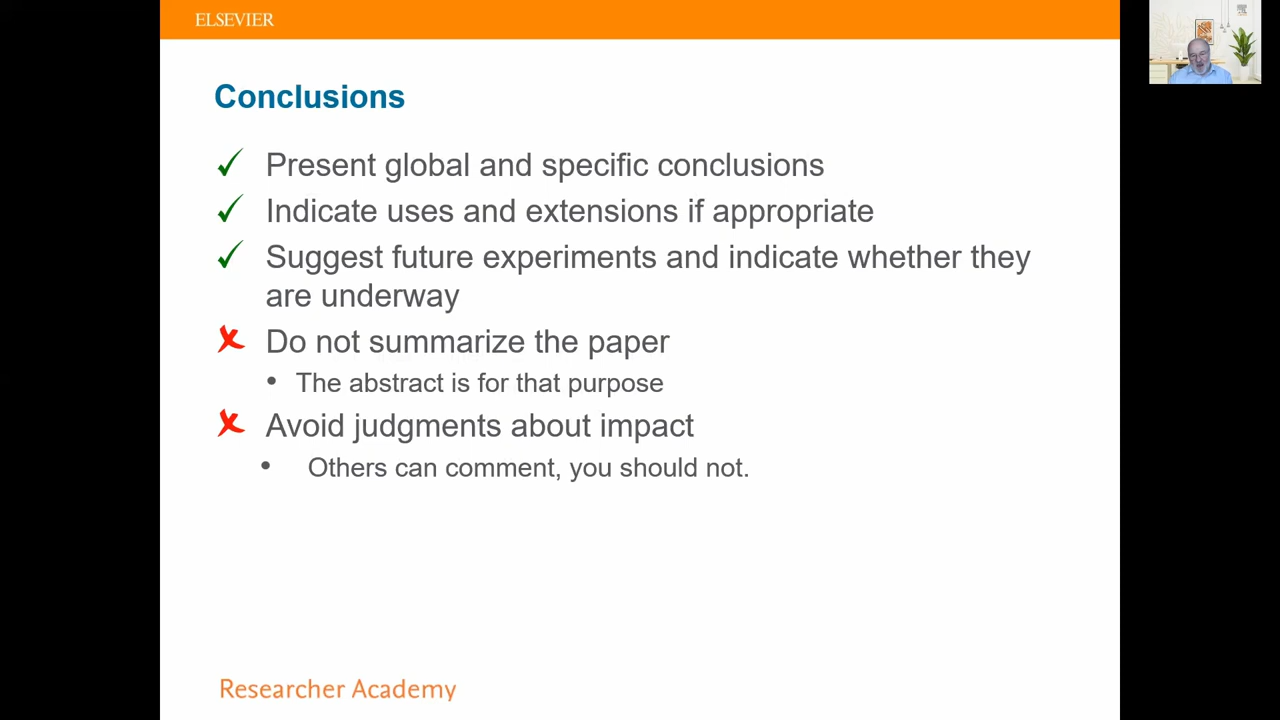 ELSEVIER
Conclusions
✓ Present global and specific conclusions
✓ Indicate uses and extensions if appropriate
✓ Suggest future experiments and indicate whether they
are underway
✗ Do not summarize the paper
• The abstract is for that purpose
✗ Avoid judgments about impact
• Others can comment, you should not.
Researcher Academy